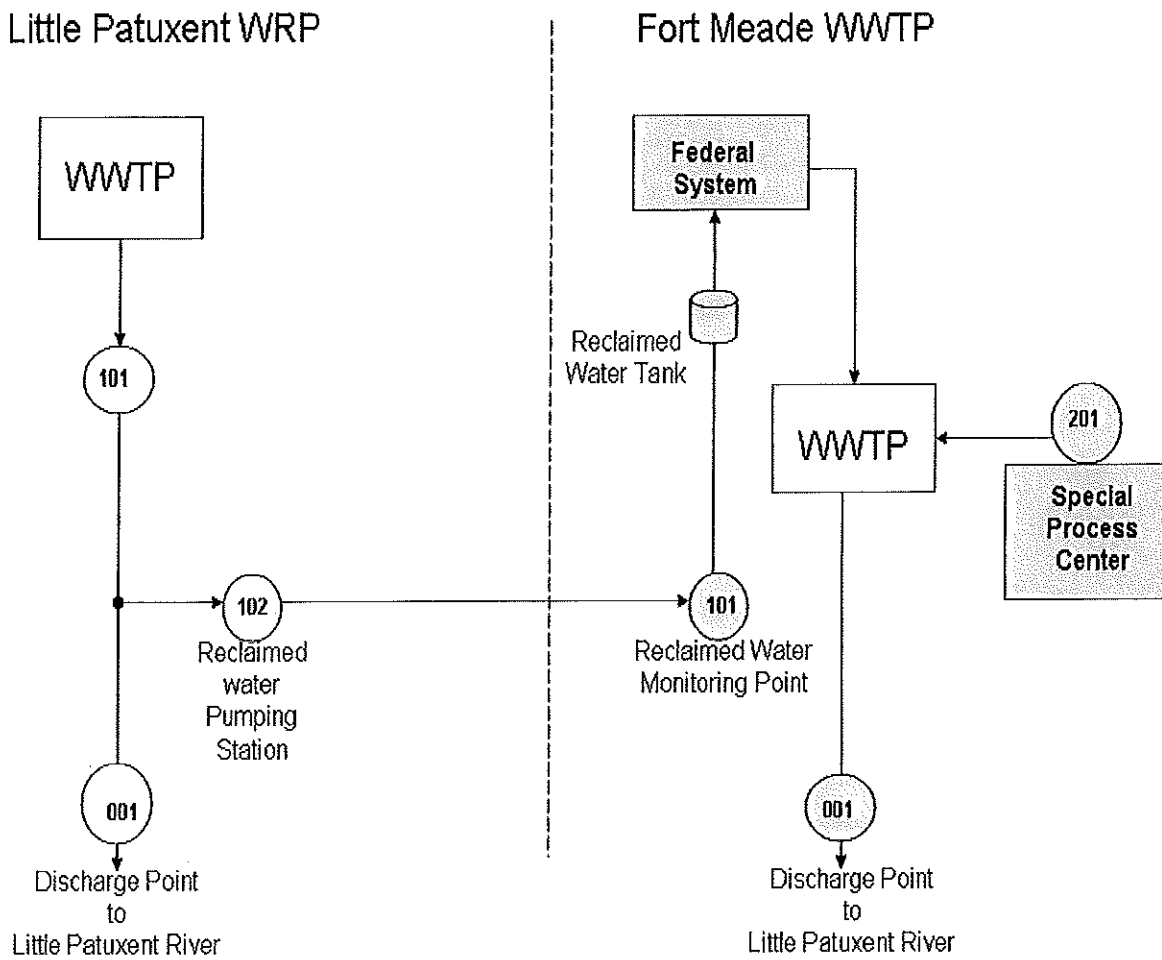 Little Patuxent WRP
Fort Meade WWTP
WWTP
101
102
Reclaimed
water
Pumping
Station
001
Discharge Point
to
Little Patuxent River
Federal
System
Reclaimed
Water Tank
WWTP
201
Special
Process
Center
101
Reclaimed Water
Monitoring Point
001
Discharge Point
to
Little Patuxent River